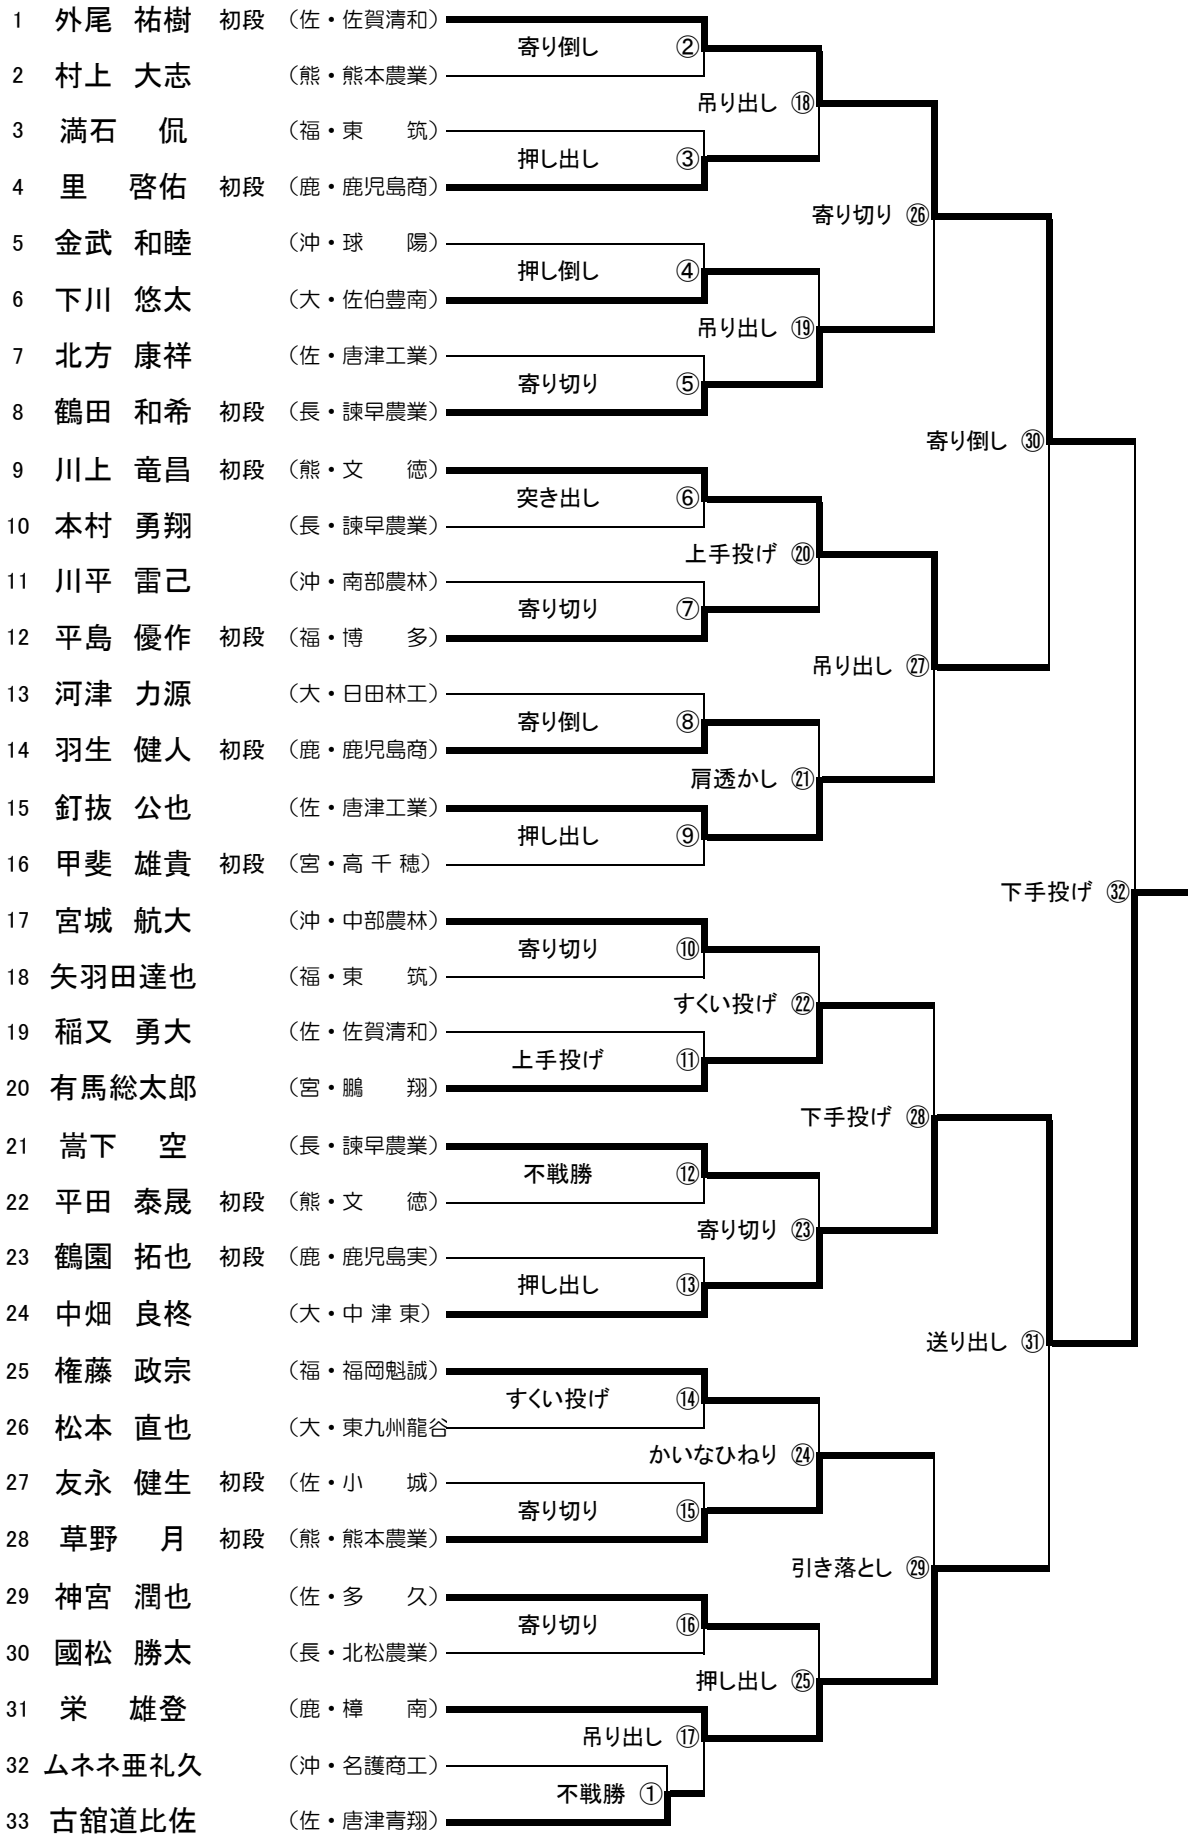 1 外尾 祐樹 初段 （佐・佐賀清和）
寄り倒し ②
2 村上 大志 （熊・熊本農業）
吊り出し ⑱
3 満石 侃 （福・東 筑）
押し出し ③
4 里 啓佑 初段 （鹿・鹿児島商）
寄り切り ㉖
5 金武 和睦 （沖・球 陽）
押し倒し ④
6 下川 悠太 （大・佐伯豊南）
吊り出し ⑲
7 北方 康祥 （佐・唐津工業）
寄り切り ⑤
8 鶴田 和希 初段 （長・諫早農業）
寄り倒し ㉚
9 川上 竜昌 初段 （熊・文 徳）
突き出し ⑥
10 本村 勇翔 （長・諫早農業）
上手投げ ⑳
11 川平 雷己 （沖・南部農林）
寄り切り ⑦
12 平島 優作 初段 （福・博 多）
吊り出し ㉗
13 河津 力源 （大・日田林工）
寄り倒し ⑧
14 羽生 健人 初段 （鹿・鹿児島商）
肩透かし ㉑
15 釘抜 公也 （佐・唐津工業）
押し出し ⑨
16 甲斐 雄貴 初段 （宮・高 千 穂）
下手投げ ㉜
17 宮城 航大 （沖・中部農林）
寄り切り ⑩
18 矢羽田達也 （福・東 筑）
すくい投げ ㉒
19 稲又 勇大 （佐・佐賀清和）
上手投げ ⑪
20 有馬総太郎 （宮・鵬 翔）
下手投げ ㉘
21 嵩下 空 （長・諫早農業）
不戦勝 ⑫
22 平田 泰晟 初段 （熊・文 徳）
寄り切り ㉓
23 鶴園 拓也 初段 （鹿・鹿児島実）
押し出し ⑬
24 中畑 良柊 （大・中 津 東）
送り出し ㉛
25 権藤 政宗 （福・福岡魁誠）
すくい投げ ⑭
26 松本 直也 （大・東九州龍谷
かいなひねり ㉔
27 友永 健生 初段 （佐・小 城）
寄り切り ⑮
28 草野 月 初段 （熊・熊本農業）
引き落とし ㉙
29 神宮 潤也 （佐・多 久）
寄り切り ⑯
30 國松 勝太 （長・北松農業）
押し出し ㉕
31 栄 雄登 （鹿・樟 南）
吊り出し ⑰
32 ムネネ亜礼久 （沖・名護商工）
不戦勝 ①
33 古舘道比佐 （佐・唐津青翔）